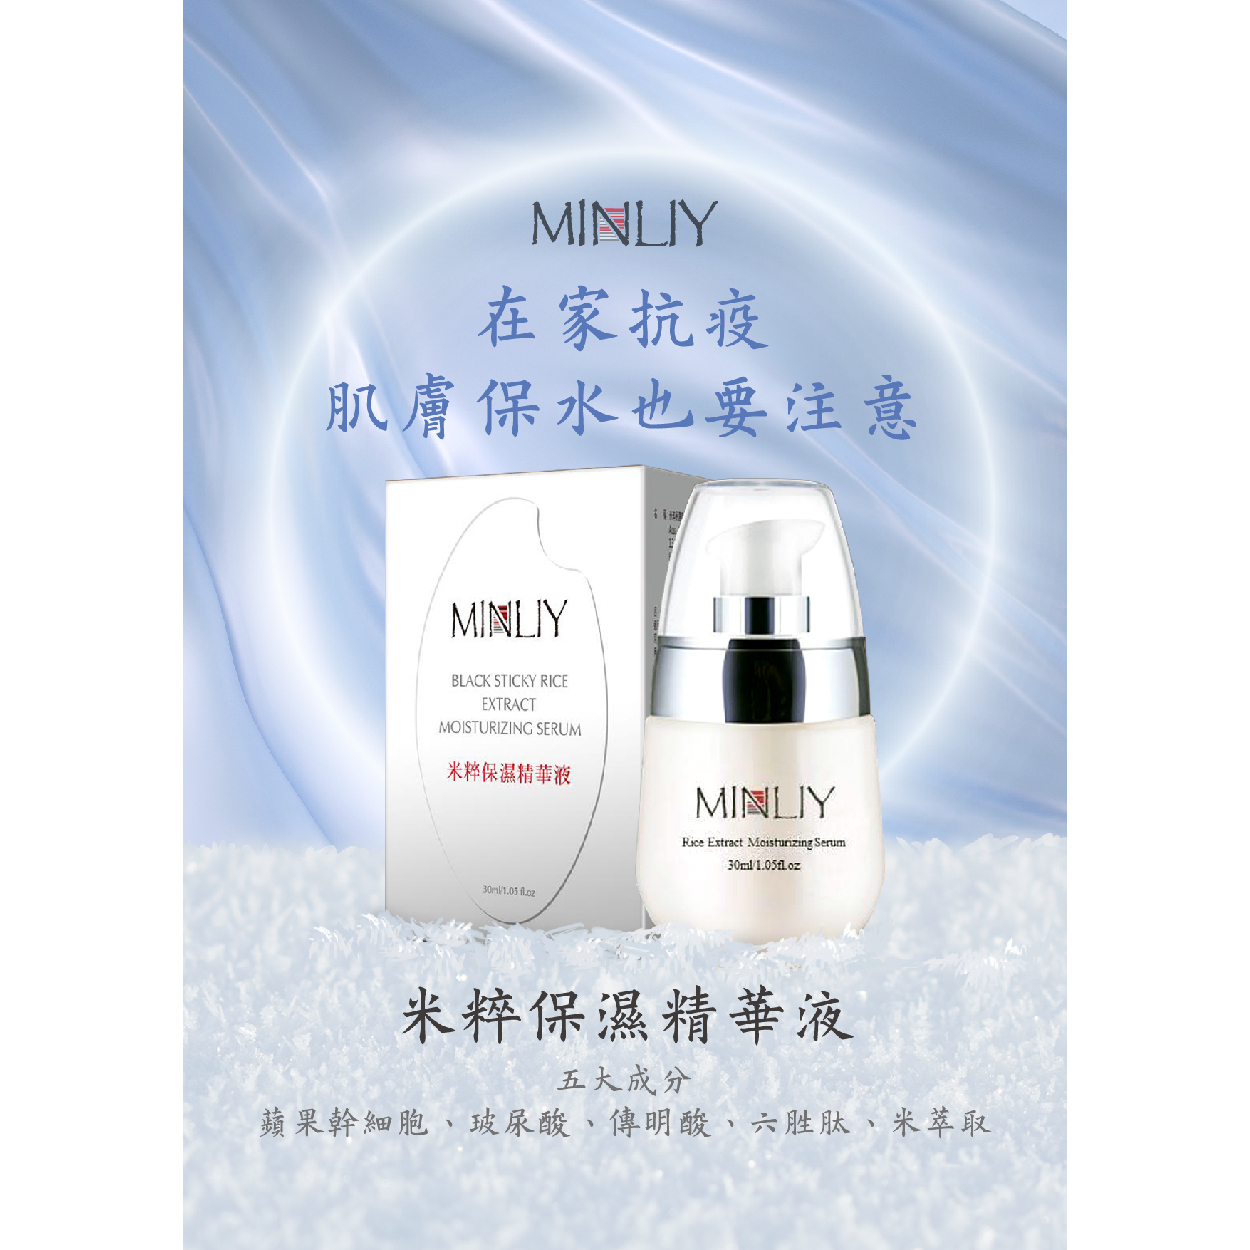 MINLIY
在家抗疫
肌膚保水也要注意
MINLIY
BLACK STICKY RICE
EXTRACT
MOISTURIZING SERUM
米粹保濕精華液
30ml/1.05 fl.oz
MINLIY
Rice Extract Moisturizing Serum
30ml/1.05fl.oz
米粹保濕精華液
五大成分
蘋果幹細胞、玻尿酸、傳明酸、六胜肽、米萃取